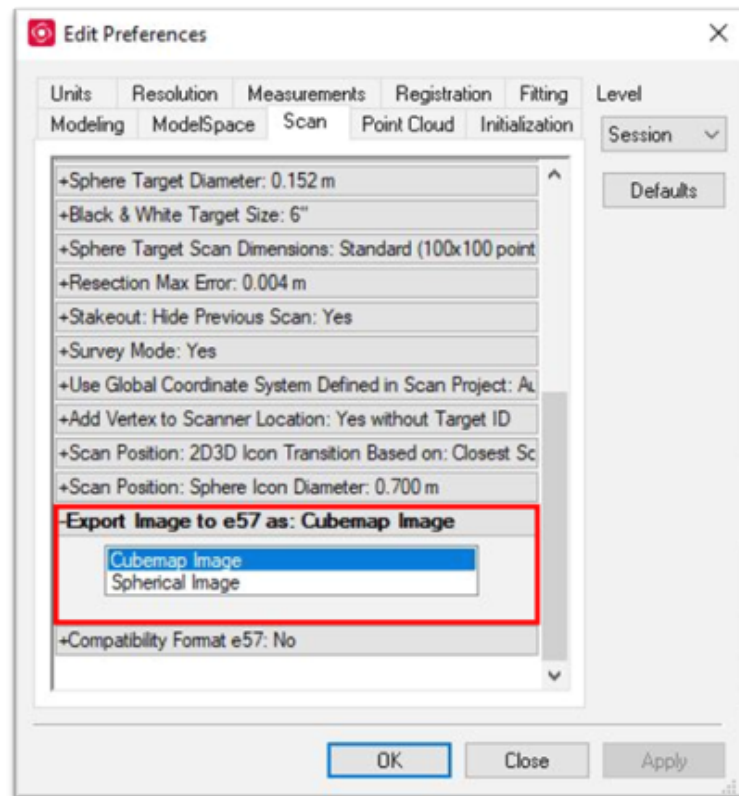 Edit Preferences
Units Resolution Measurements Registration Fitting
Level
Modeling ModelSpace Scan Point Cloud Initialization
Session
Defaults
+Sphere Target Diameter: 0.152 m
+Black & White Target Size: 6"
+Sphere Target Scan Dimensions: Standard (100x100 point
+Resection Max Error: 0.004 m
+Stakeout: Hide Previous Scan: Yes
+Survey Mode: Yes
+Use Global Coordinate System Defined in Scan Project: Au
+Add Vertex to Scanner Location: Yes without Target ID
+Scan Position: 2D3D Icon Transition Based on: Closest Sc
+Scan Position: Sphere Icon Diameter: 0.700 m
-Export Image to e57 as: Cubemap Image
Cubemap Image
Spherical Image
+Compatibility Format e57: No
OK Close Apply